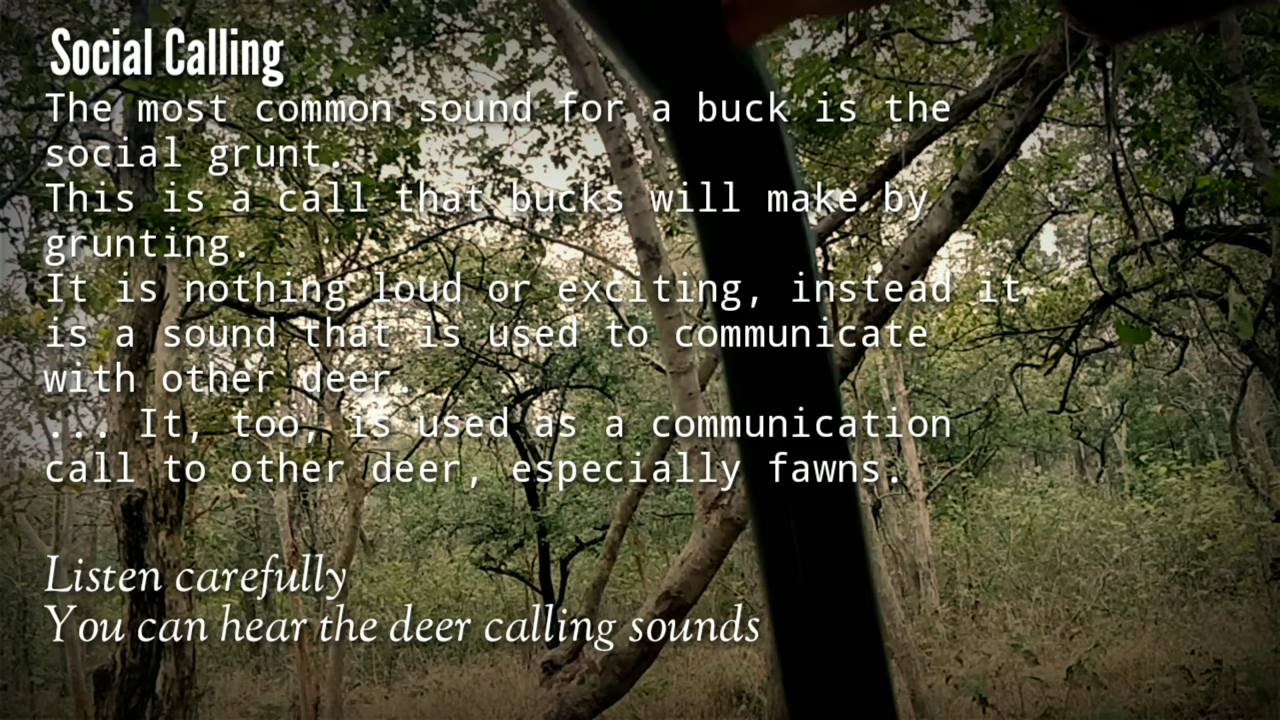 Social Calling
The most common sound for a buck is the
social grunt.
This is a call that bucks will make by
grunting.
It is nothing loud or exciting, instead it
is a sound that is used to communicate
with other deer.
... It, too, is used as a communication
call to other deer, especially fawns.
Listen carefully
You can hear the deer calling sounds